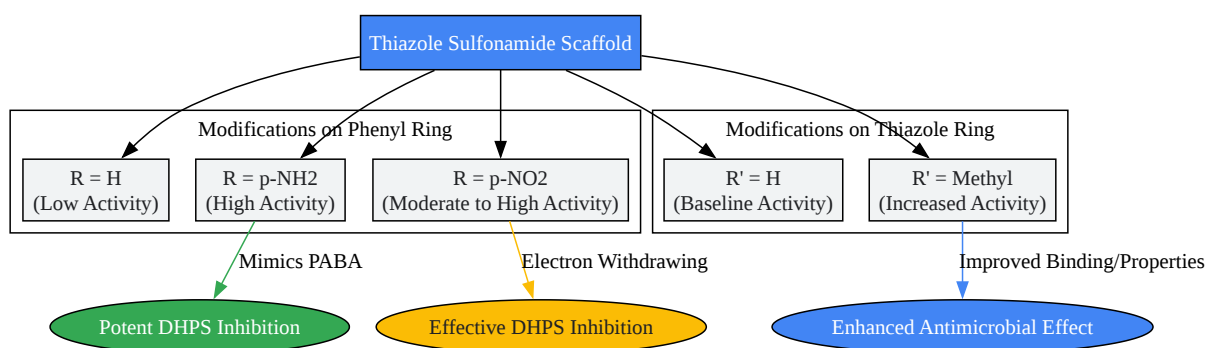 Thiazole Sulfonamide Scaffold
Modifications on Phenyl Ring
Modifications on Thiazole Ring
R = H
(Low Activity)
R = p-NH2
(High Activity)
R = p-NO2
(Moderate to High Activity)
R' = H
(Baseline Activity)
R' = Methyl
(Increased Activity)
Mimics PABA
Electron Withdrawing
Improved Binding/Properties
Potent DHPS Inhibition
Effective DHPS Inhibition
Enhanced Antimicrobial Effect